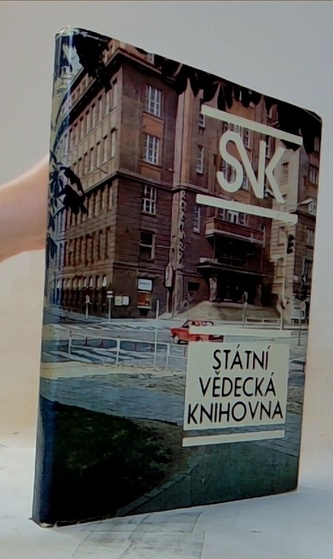 SVK
STÁTNÍ
VĚDECKÁ
KNIHOVNA